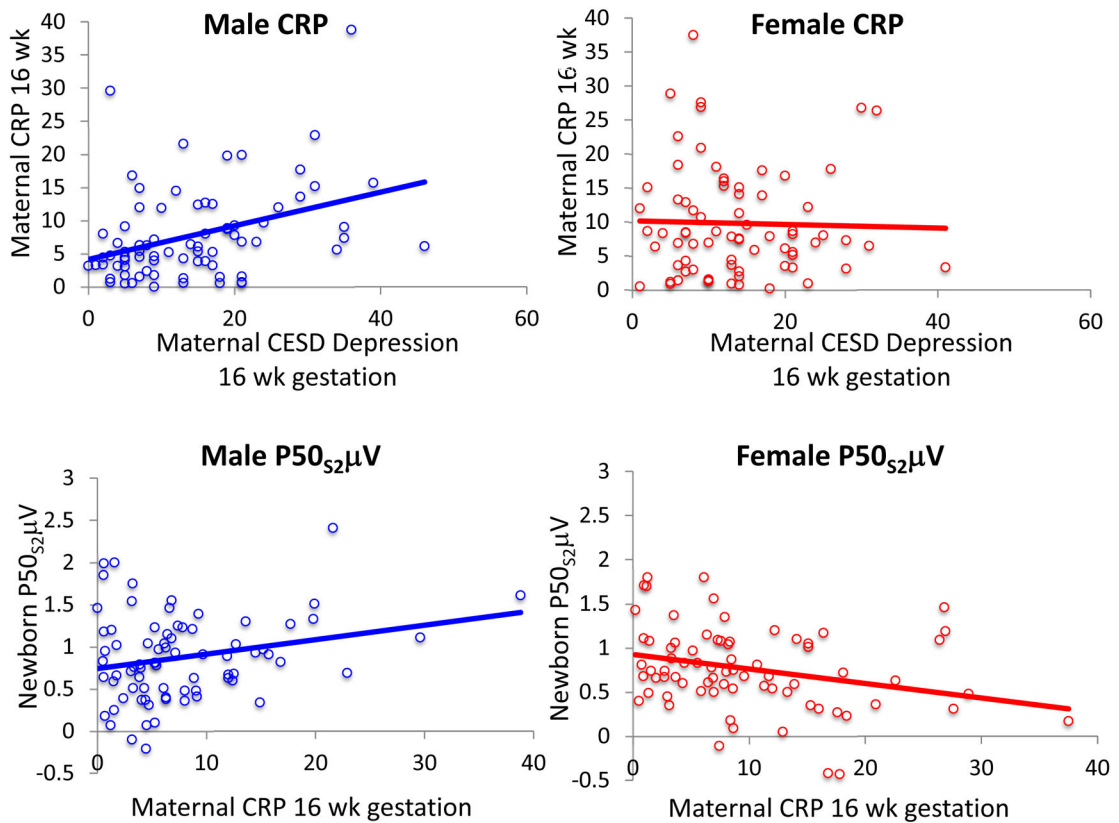 Male CRP
Maternal CRP 16 wk
40
35
30
25
20
15
10
5
0
0 20 40 60
Maternal CESD Depression
16 wk gestation
Female CRP
Maternal CRP 16 wk
40
35
30
25
20
15
10
5
0
0 20 40 60
Maternal CESD Depression
16 wk gestation
Male P50S2μV
Newborn P50S2μV
3
2.5
2
1.5
1
0.5
0
-0.5
0 10 20 30 40
Maternal CRP 16 wk gestation
Female P50S2μV
Newborn P50S2μV
3
2.5
2
1.5
1
0.5
0
-0.5
0 10 20 30 40
Maternal CRP 16 wk gestation